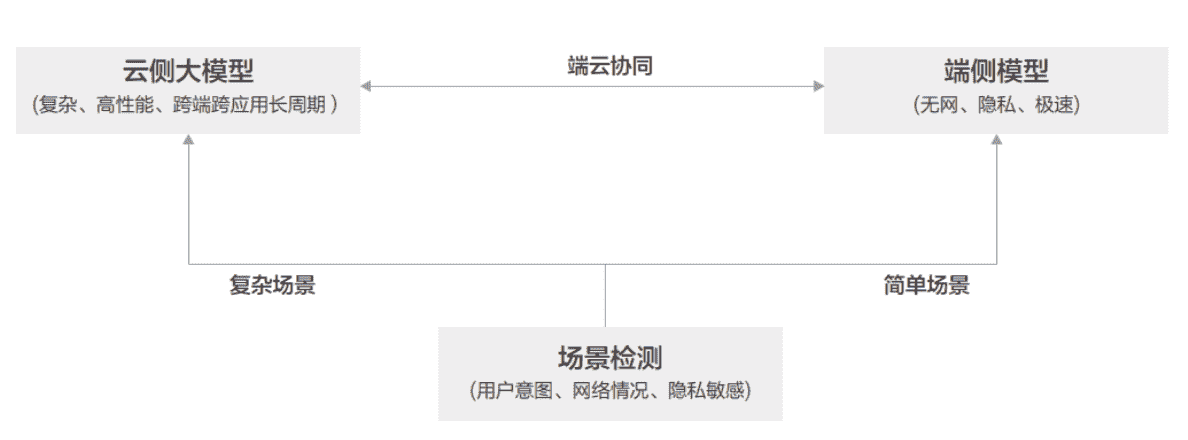 云侧大模型
(复杂、高性能、跨端跨应用长周期 )
端云协同
端侧模型
(无网、隐私、极速)
复杂场景
简单场景
场景检测
(用户意图、网络情况、隐私敏感)